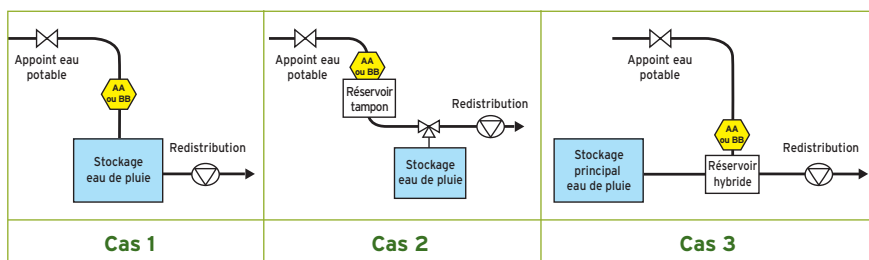 Appoint eau
potable
AA
ou BB
Stockage
eau de pluie
Redistribution
Cas 1
Appoint eau
potable
AA
ou BB
Réservoir
tampon
Redistribution
Stockage
eau de pluie
Cas 2
Appoint eau
potable
AA
ou BB
Stockage
principal
eau de pluie
Réservoir
hybride
Redistribution
Cas 3